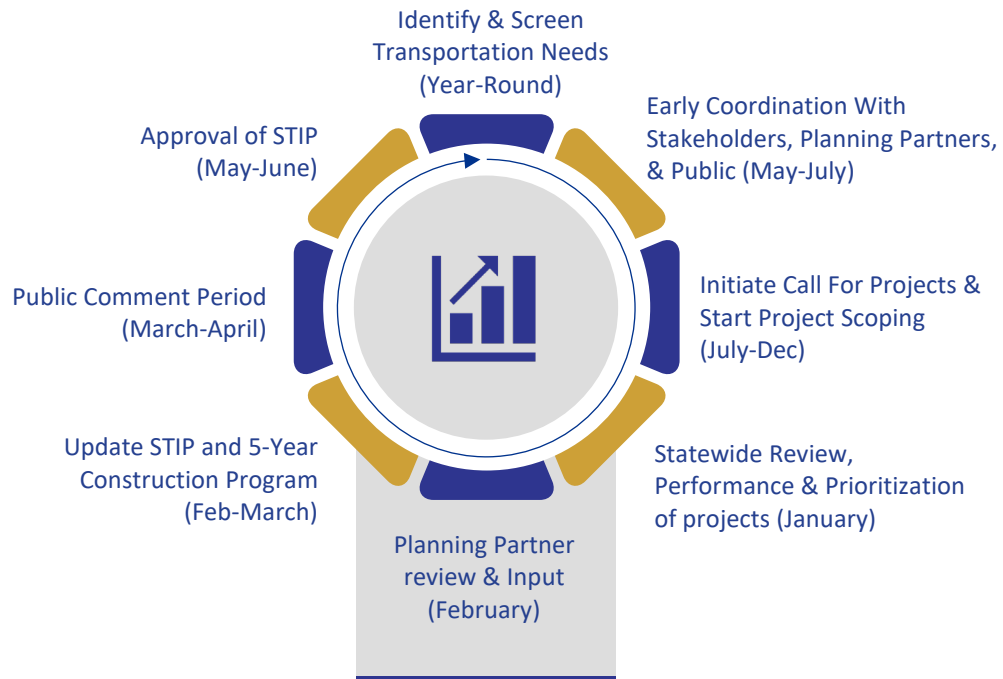 Identify & Screen
Transportation Needs
(Year-Round)
Early Coordination With
Stakeholders, Planning Partners,
& Public (May-July)
Initiate Call For Projects &
Start Project Scoping
(July-Dec)
Statewide Review,
Performance & Prioritization
of projects (January)
Planning Partner
review & Input
(February)
Update STIP and 5-Year
Construction Program
(Feb-March)
Public Comment Period
(March-April)
Approval of STIP
(May-June)